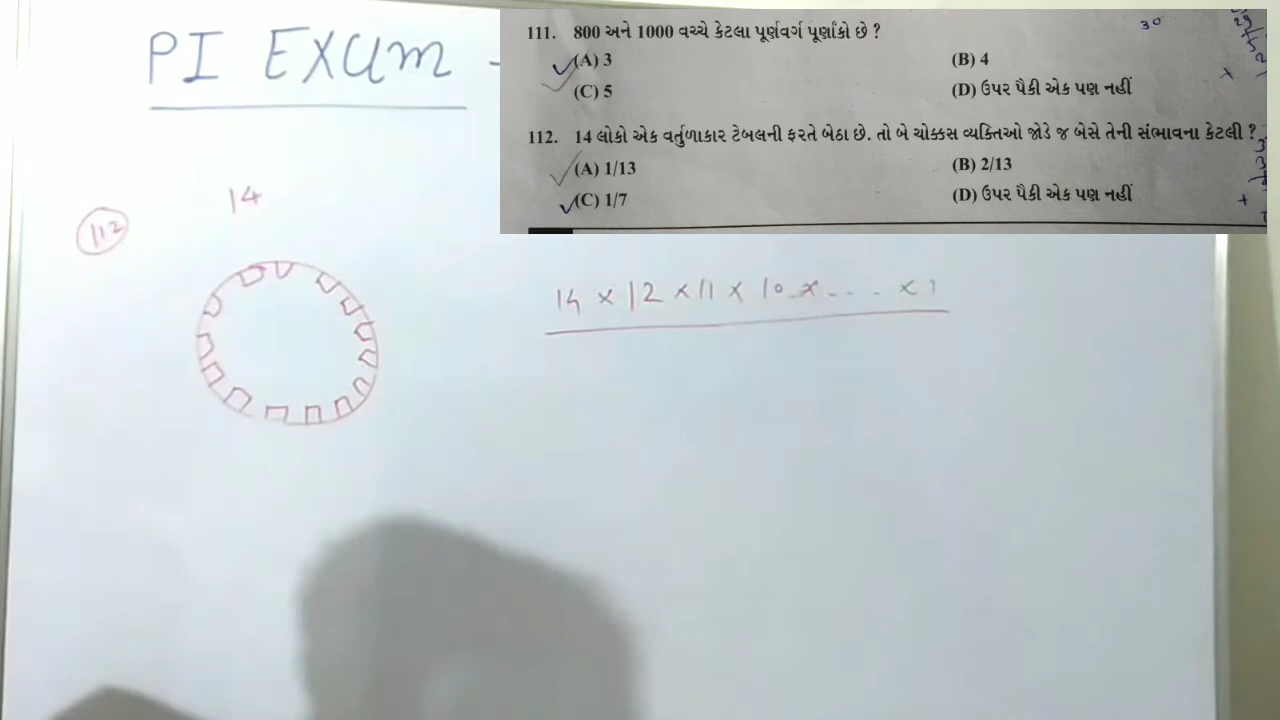 PI EXAM -
111. 800 અને 1000 વચ્ચે કેટલા પૂર્ણવર્ગ પૂર્ણાંકો છે ?
30
(A) 3 (B) 4
(C) 5 (D) ઉપર પૈકી એક પણ નહીં
112. 14 લોકો એક વર્તુળાકાર ટેબલની ફરતે બેઠા છે. તો બે ચોક્કસ વ્યક્તિઓ જોડે જ બેસે તેની સંભાવના કેટલી ?
(A) 1/13 (B) 2/13
(C) 1/7 (D) ઉપર પૈકી એક પણ નહીં
14
112
14 × 12 × 11 × 10 × . . . × 1